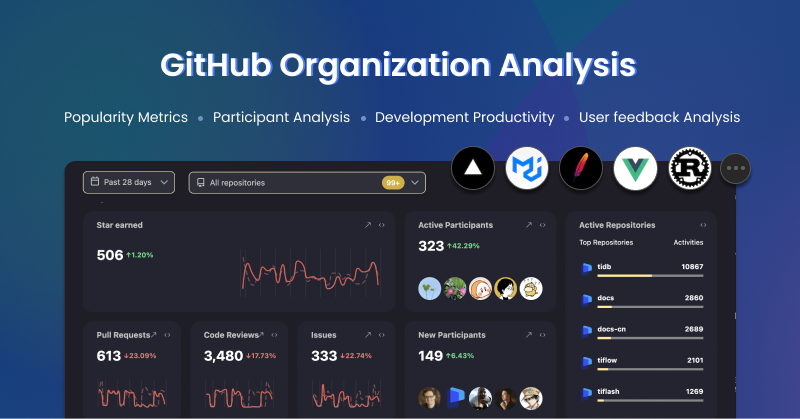 GitHub Organization Analysis
Popularity Metrics • Participant Analysis • Development Productivity • User feedback Analysis
Past 28 days
All repositories
99+
Star earned
506 ↑1.20%
Active Participants
323 ↑42.29%
Active Repositories
Top Repositories Activities
tidb 10867
docs 2860
docs-cn 2689
tiflow 2101
tiflash 1269
Pull Requests
613 ↓23.09%
Code Reviews
3,480 ↓17.73%
Issues
333 ↓22.74%
New Participants
149 ↑6.43%